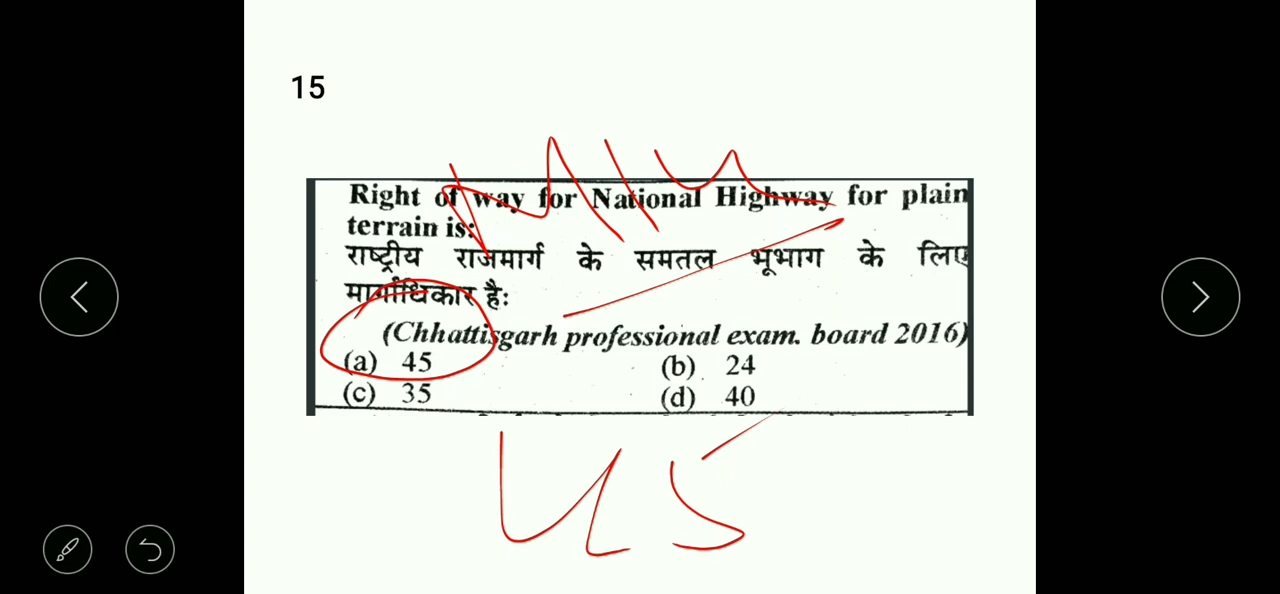 15
Right of way for National Highway for plain
terrain is:
राष्ट्रीय राजमार्ग के समतल भूभाग के लिए
मार्गाधिकार है:
(Chhattisgarh professional exam. board 2016)
(a) 45 (b) 24
(c) 35 (d) 40
45